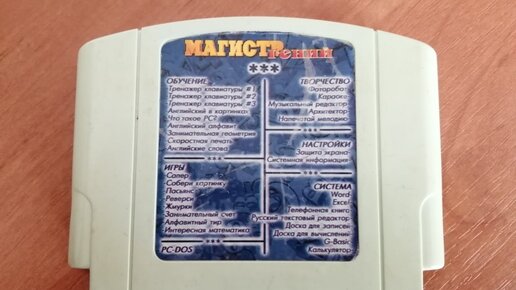 МАГИСТР
гений
***
ОБУЧЕНИЕ
Тренажер клавиатуры #1
Тренажер клавиатуры #2
Тренажер клавиатуры #3
Английский в картинках
Что такое PC?
Английский алфавит
Занимательная геометрия
Скоростная печать
Английские слова
***
ИГРЫ
Сапер
Собери картинку
Пасьянс
Реверси
Жмурки
Занимательный счет
Алфавитный тир
Интересная математика
***
PC-DOS
ТВОРЧЕСТВО
Фоторобот
Караоке
Музыкальный редактор
Архитектор
Напечатай мелодию
***
НАСТРОЙКИ
Защита экрана
Системная информация
***
СИСТЕМА
Word
Excel
Телефонная книга
Русский текстовый редактор
Доска для записей
Доска для вычислений
G-Basic
Калькулятор